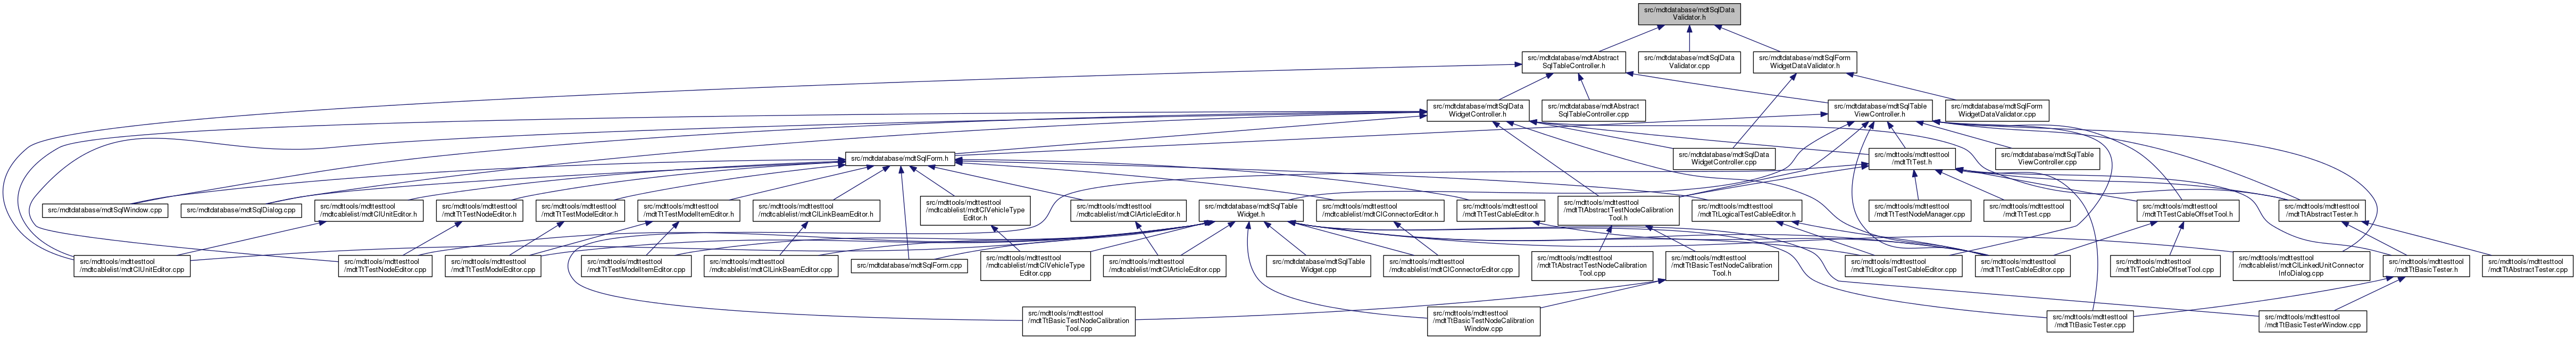 src/mdtdatabase/mdtSqlData
Validator.h
src/mdtdatabase/mdtAbstract
SqlTableController.h
src/mdtdatabase/mdtSqlData
Validator.cpp
src/mdtdatabase/mdtSqlForm
WidgetDataValidator.h
src/mdtdatabase/mdtSqlData
WidgetController.h
src/mdtdatabase/mdtAbstract
SqlTableController.cpp
src/mdtdatabase/mdtSqlTable
ViewController.h
src/mdtdatabase/mdtSqlForm
WidgetDataValidator.cpp
src/mdtdatabase/mdtSqlForm.h
src/mdtdatabase/mdtSqlData
WidgetController.cpp
src/mdttools/mdttesttool
/mdtTtTest.h
src/mdtdatabase/mdtSqlTable
ViewController.cpp
src/mdtdatabase/mdtSqlWindow.cpp
src/mdtdatabase/mdtSqlDialog.cpp
src/mdttools/mdttesttool
/mdtcablelist/mdtClUnitEditor.h
src/mdttools/mdttesttool
/mdtTtTestNodeEditor.h
src/mdttools/mdttesttool
/mdtTtTestModelEditor.h
src/mdttools/mdttesttool
/mdtTtTestModelItemEditor.h
src/mdttools/mdttesttool
/mdtcablelist/mdtClLinkBeamEditor.h
src/mdttools/mdttesttool
/mdtcablelist/mdtClVehicleType
Editor.h
src/mdttools/mdttesttool
/mdtcablelist/mdtClArticleEditor.h
src/mdtdatabase/mdtSqlTable
Widget.h
src/mdttools/mdttesttool
/mdtcablelist/mdtClConnectorEditor.h
src/mdttools/mdttesttool
/mdtTtTestCableEditor.h
src/mdttools/mdttesttool
/mdtTtAbstractTestNodeCalibration
Tool.h
src/mdttools/mdttesttool
/mdtTtLogicalTestCableEditor.h
src/mdttools/mdttesttool
/mdtTtTestNodeManager.cpp
src/mdttools/mdttesttool
/mdtTtTest.cpp
src/mdttools/mdttesttool
/mdtTtTestCableOffsetTool.h
src/mdttools/mdttesttool
/mdtTtAbstractTester.h
src/mdttools/mdttesttool
/mdtcablelist/mdtClUnitEditor.cpp
src/mdttools/mdttesttool
/mdtTtTestNodeEditor.cpp
src/mdttools/mdttesttool
/mdtTtTestModelEditor.cpp
src/mdttools/mdttesttool
/mdtTtTestModelItemEditor.cpp
src/mdttools/mdttesttool
/mdtcablelist/mdtClLinkBeamEditor.cpp
src/mdtdatabase/mdtSqlForm.cpp
src/mdttools/mdttesttool
/mdtcablelist/mdtClVehicleType
Editor.cpp
src/mdttools/mdttesttool
/mdtcablelist/mdtClArticleEditor.cpp
src/mdtdatabase/mdtSqlTable
Widget.cpp
src/mdttools/mdttesttool
/mdtcablelist/mdtClConnectorEditor.cpp
src/mdttools/mdttesttool
/mdtTtAbstractTestNodeCalibration
Tool.cpp
src/mdttools/mdttesttool
/mdtTtBasicTestNodeCalibration
Tool.h
src/mdttools/mdttesttool
/mdtTtLogicalTestCableEditor.cpp
src/mdttools/mdttesttool
/mdtTtTestCableEditor.cpp
src/mdttools/mdttesttool
/mdtTtTestCableOffsetTool.cpp
src/mdttools/mdttesttool
/mdtcablelist/mdtClLinkedUnitConnector
InfoDialog.cpp
src/mdttools/mdttesttool
/mdtTtBasicTester.h
src/mdttools/mdttesttool
/mdtTtAbstractTester.cpp
src/mdttools/mdttesttool
/mdtTtBasicTestNodeCalibration
Tool.cpp
src/mdttools/mdttesttool
/mdtTtBasicTestNodeCalibration
Window.cpp
src/mdttools/mdttesttool
/mdtTtBasicTester.cpp
src/mdttools/mdttesttool
/mdtTtBasicTesterWindow.cpp